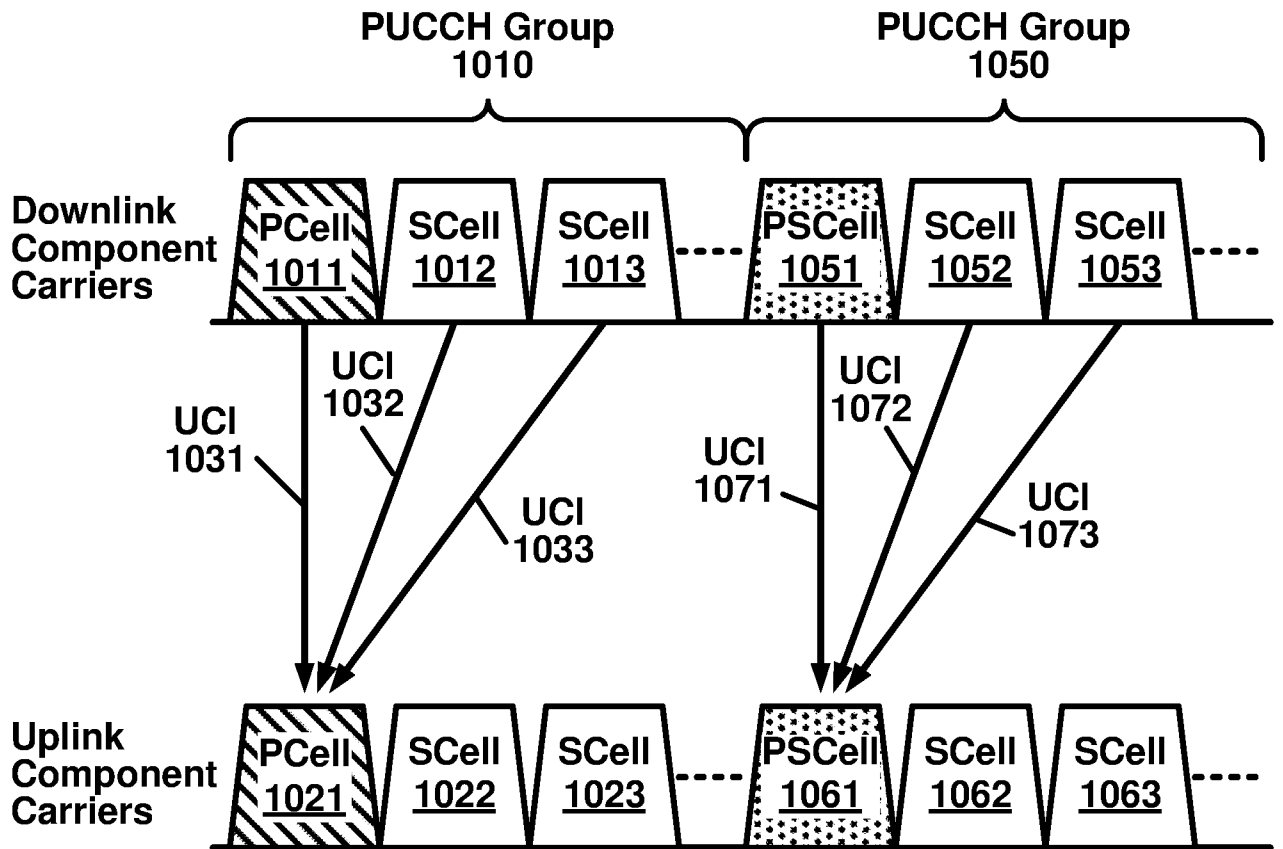 PUCCH Group
1010
PUCCH Group
1050
Downlink
Component
Carriers
PCell
1011
SCell
1012
SCell
1013
PSCell
1051
SCell
1052
SCell
1053
UCI
1031
UCI
1032
UCI
1033
UCI
1071
UCI
1072
UCI
1073
Uplink
Component
Carriers
PCell
1021
SCell
1022
SCell
1023
PSCell
1061
SCell
1062
SCell
1063